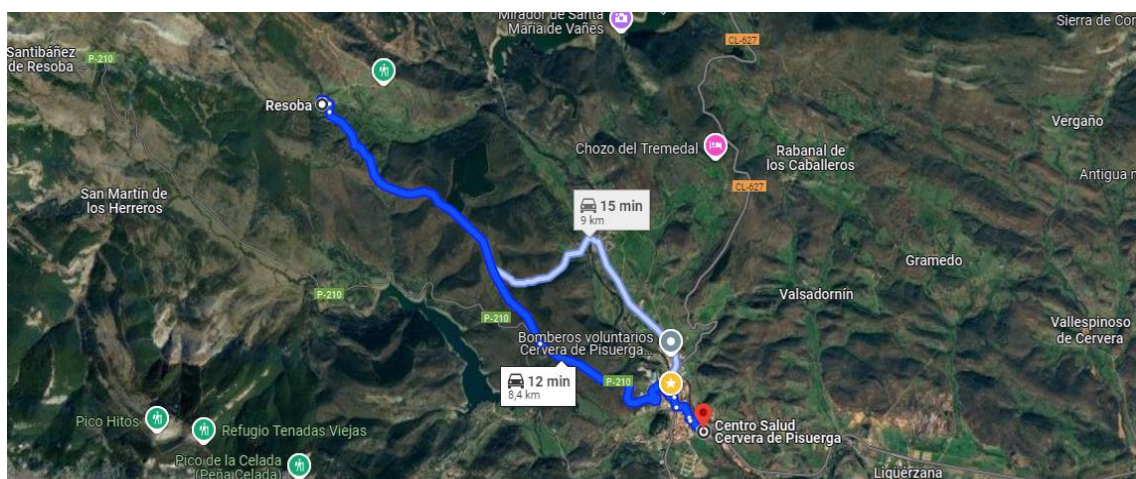 Mirador de Santa
María de Vañes
CL-627
Sierra de Cor
Santibáñez
de Resoba
P-210
Resoba
Vergaño
Chozo del Tremedal
Rabanal de
los Caballeros
Antigua m
CL-627
San Martín de
los Herreros
15 min
9 km
Gramedo
P-210
Valsadornín
P-210
Bomberos voluntarios
Cervera de Pisuerga...
Vallespinoso
de Cervera
12 min
8,4 km
P-210
Pico Hitos
Refugio Tenadas Viejas
Centro Salud
Cervera de Pisuerga
Pico de la Celada
(Peña Celada)
Ligüérzana